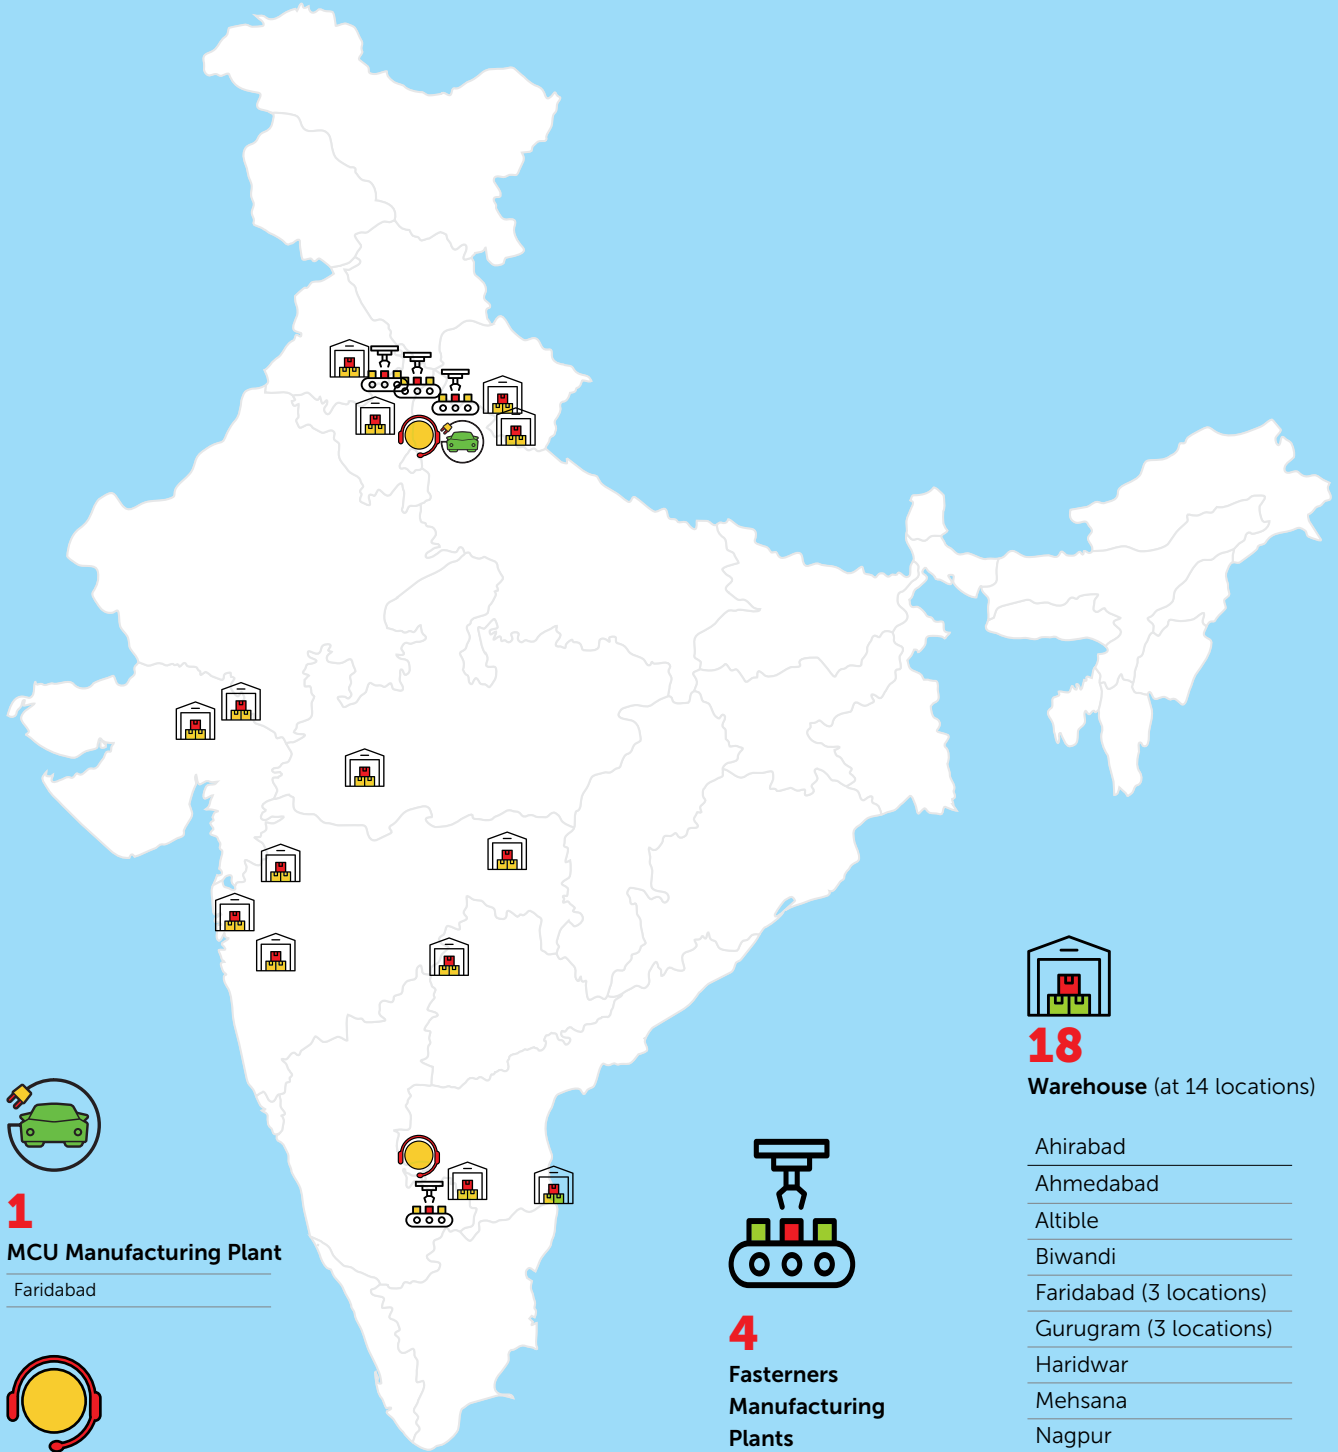 18
Warehouse (at 14 locations)
Ahirabad
Ahmedabad
Altible
Biwandi
Faridabad (3 locations)
Gurugram (3 locations)
Haridwar
Mehsana
Nagpur
1
MCU Manufacturing Plant
Faridabad
4
Fasterners
Manufacturing
Plants